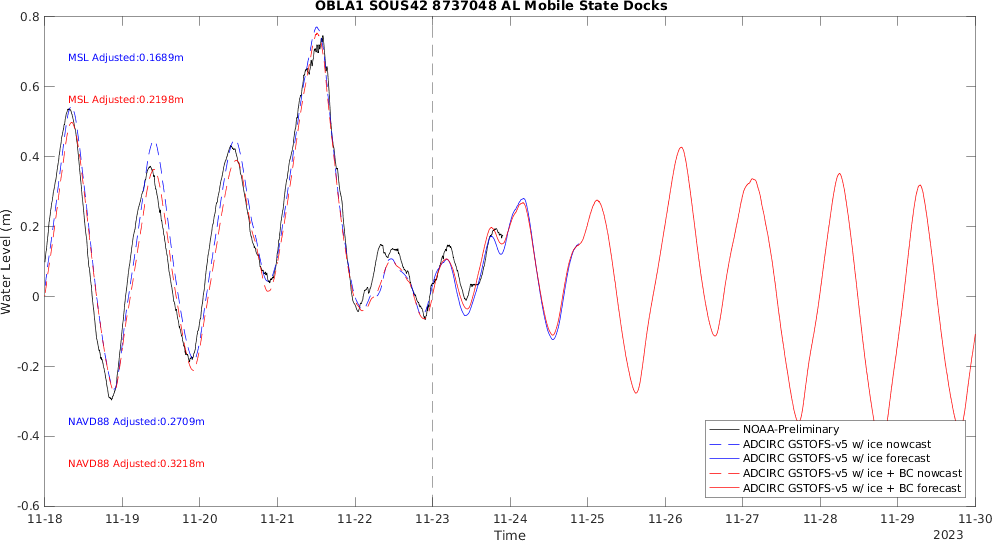 OBLA1 SOUS42 8737048 AL Mobile State Docks
MSL Adjusted:0.1689m
MSL Adjusted:0.2198m
NAVD88 Adjusted:0.2709m
NAVD88 Adjusted:0.3218m
Water Level (m)
0.8
0.6
0.4
0.2
0
-0.2
-0.4
-0.6
NOAA-Preliminary
ADCIRC GSTOFS-v5 w/ ice nowcast
ADCIRC GSTOFS-v5 w/ ice forecast
ADCIRC GSTOFS-v5 w/ ice + BC nowcast
ADCIRC GSTOFS-v5 w/ ice + BC forecast
11-18 11-19 11-20 11-21 11-22 11-23 11-24 11-25 11-26 11-27 11-28 11-29 11-30
Time
2023